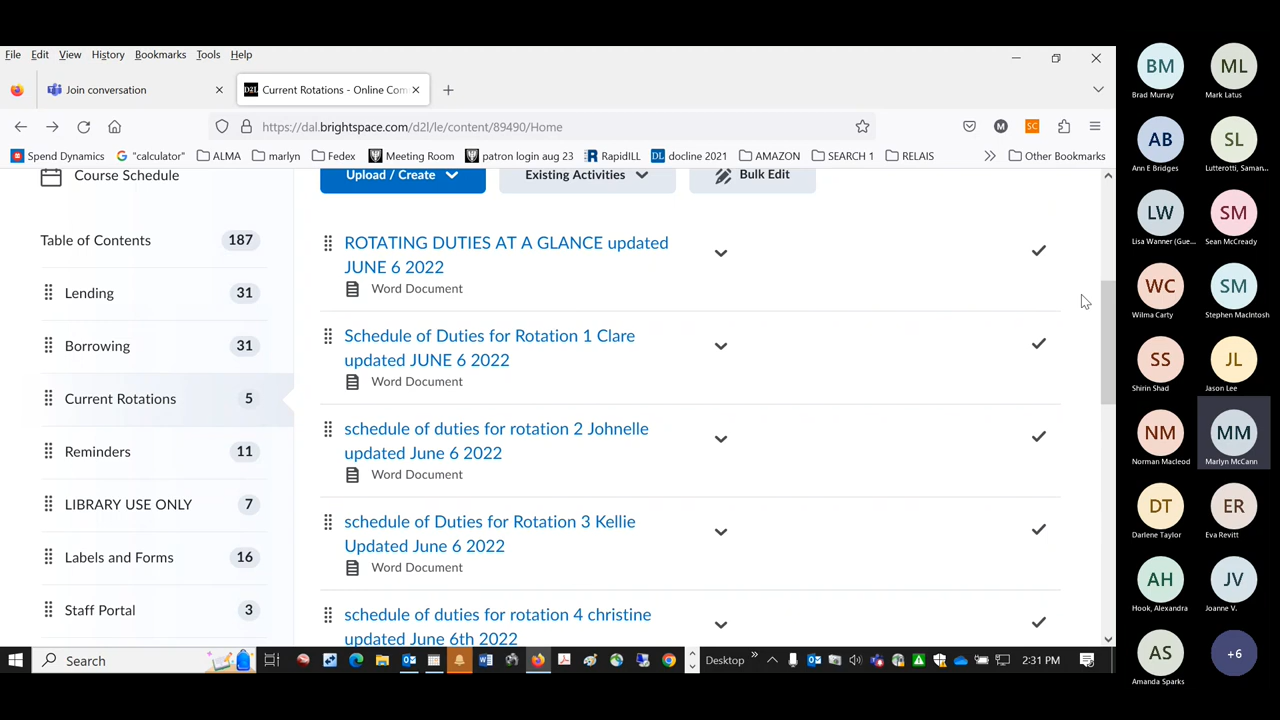 File Edit View History Bookmarks Tools Help
Join conversation
D2L Current Rotations - Online Com
https://dal.brightspace.com/d2l/le/content/89490/Home
M
SC
Spend Dynamics
G "calculator"
ALMA
marlyn
Fedex
Meeting Room
patron login aug 23
RapidILL
DL docline 2021
AMAZON
SEARCH 1
RELAIS
Other Bookmarks
Course Schedule
Table of Contents 187
Lending 31
Borrowing 31
Current Rotations 5
Reminders 11
LIBRARY USE ONLY 7
Labels and Forms 16
Staff Portal 3
Upload / Create
Existing Activities
Bulk Edit
ROTATING DUTIES AT A GLANCE updated
JUNE 6 2022
Word Document
Schedule of Duties for Rotation 1 Clare
updated JUNE 6 2022
Word Document
schedule of duties for rotation 2 Johnelle
updated June 6 2022
Word Document
schedule of Duties for Rotation 3 Kellie
Updated June 6 2022
Word Document
schedule of duties for rotation 4 christine
updated June 6th 2022
Search
Desktop
2:31 PM
BM
Brad Murray
ML
Mark Latus
AB
Ann E Bridges
SL
Lutterotti, Saman...
LW
Lisa Wanner (Gue...
SM
Sean McCready
WC
Wilma Carty
SM
Stephen MacIntosh
SS
Shirin Shad
JL
Jason Lee
NM
Norman Macleod
MM
Marlyn McCann
DT
Darlene Taylor
ER
Eva Revitt
AH
Hook, Alexandra
JV
Joanne V.
AS
Amanda Sparks
+6